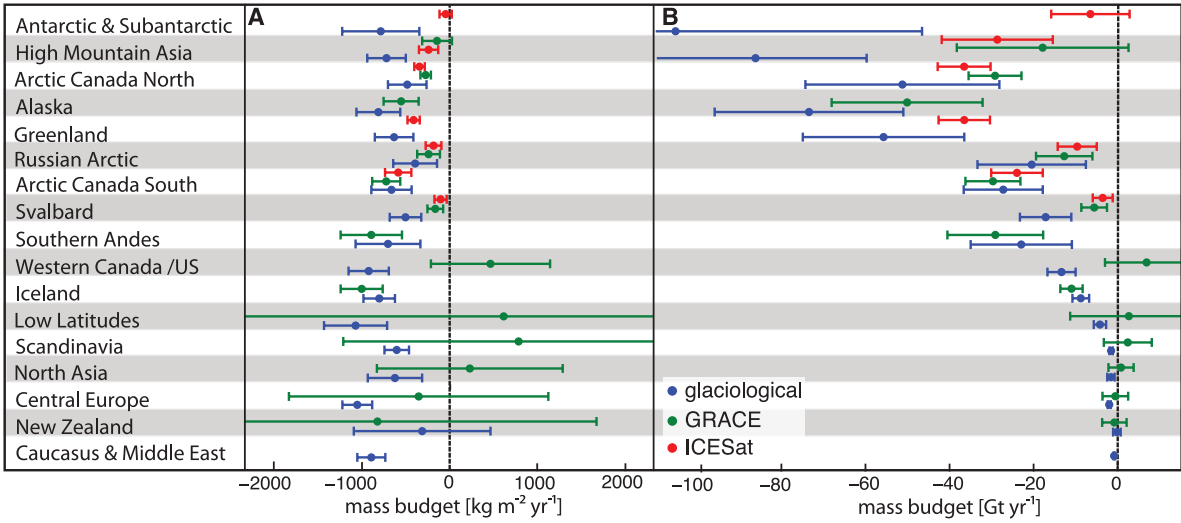 A
B
Antarctic & Subantarctic
High Mountain Asia
Arctic Canada North
Alaska
Greenland
Russian Arctic
Arctic Canada South
Svalbard
Southern Andes
Western Canada /US
Iceland
Low Latitudes
Scandinavia
North Asia
Central Europe
New Zealand
Caucasus & Middle East
glaciological
GRACE
ICESat
−2000 −1000 0 1000 2000
−100 −80 −60 −40 −20 0
mass budget [kg m⁻² yr⁻¹]
mass budget [Gt yr⁻¹]